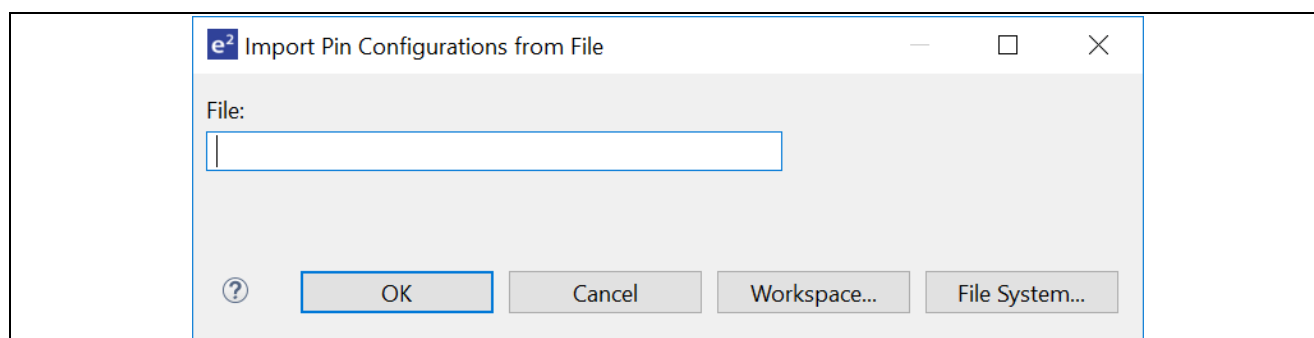 e² Import Pin Configurations from File
File:
? OK Cancel Workspace... File System...